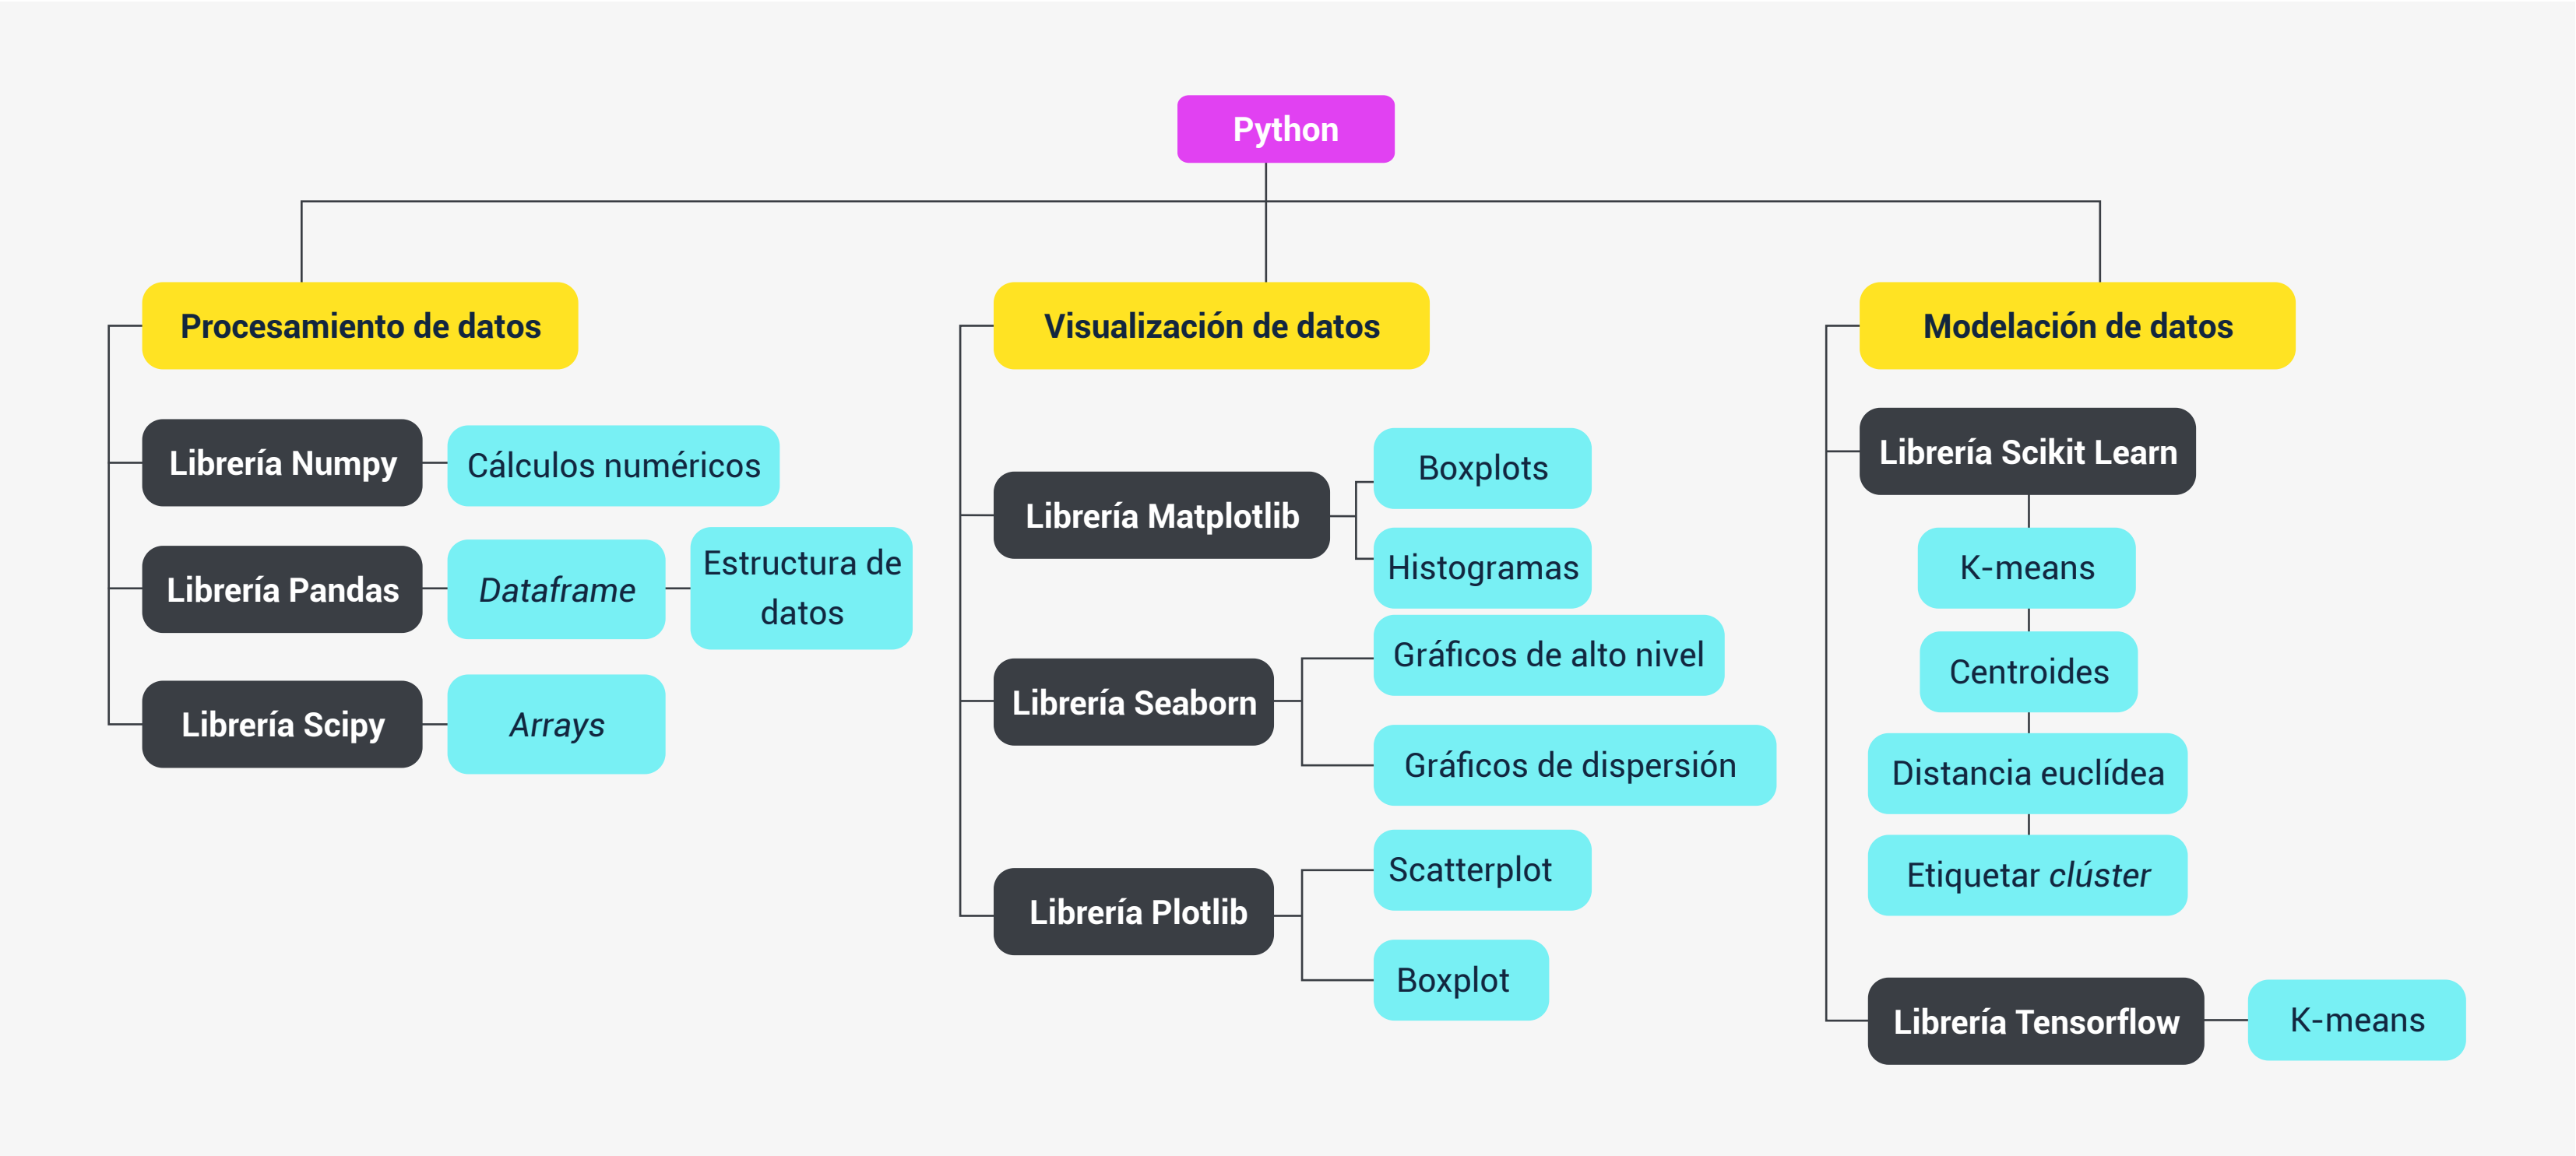 Python
Procesamiento de datos
Librería Numpy
Cálculos numéricos
Librería Pandas
Dataframe
Estructura de
datos
Librería Scipy
Arrays
Visualización de datos
Librería Matplotlib
Boxplots
Histogramas
Librería Seaborn
Gráficos de alto nivel
Gráficos de dispersión
Librería Plotlib
Scatterplot
Boxplot
Modelación de datos
Librería Scikit Learn
K-means
Centroides
Distancia euclídea
Etiquetar clúster
Librería Tensorflow
K-means